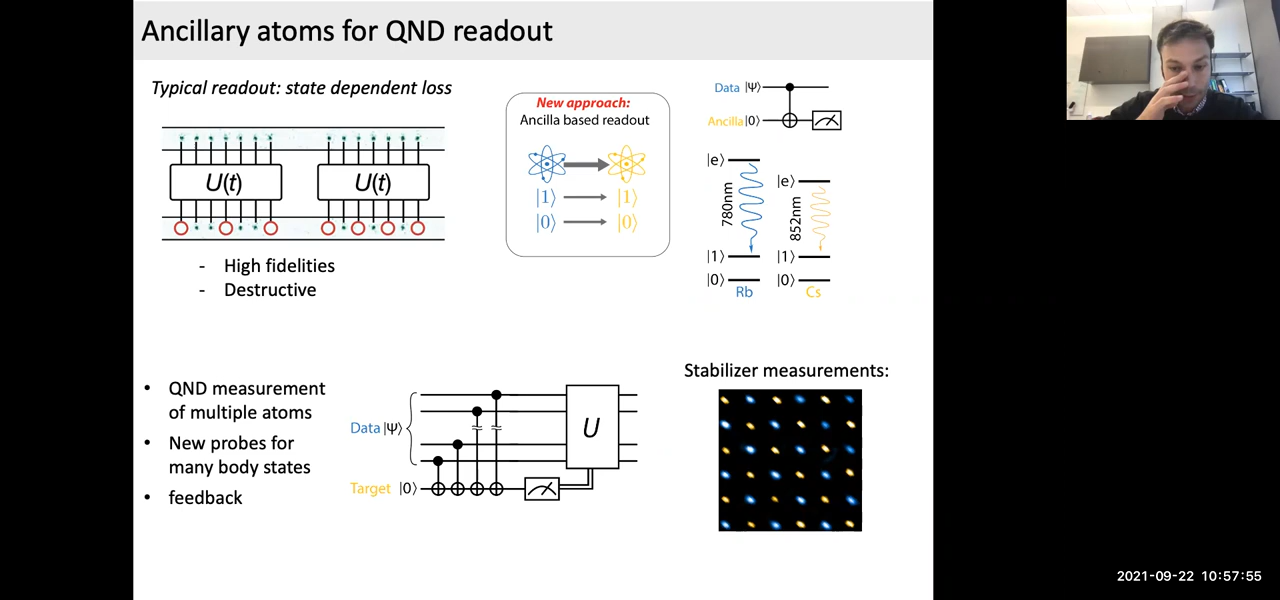 Ancillary atoms for QND readout
Typical readout: state dependent loss
U(t)
U(t)
- High fidelities
- Destructive
New approach:
Ancilla based readout
|1⟩ |1⟩
|0⟩ |0⟩
Data |Ψ⟩
Ancilla |0⟩
|e⟩
780nm
|1⟩
|0⟩
Rb
|e⟩
852nm
|1⟩
|0⟩
Cs
• QND measurement
of multiple atoms
• New probes for
many body states
• feedback
Data |Ψ⟩
U
Target |0⟩
Stabilizer measurements:
2021-09-22 10:57:55